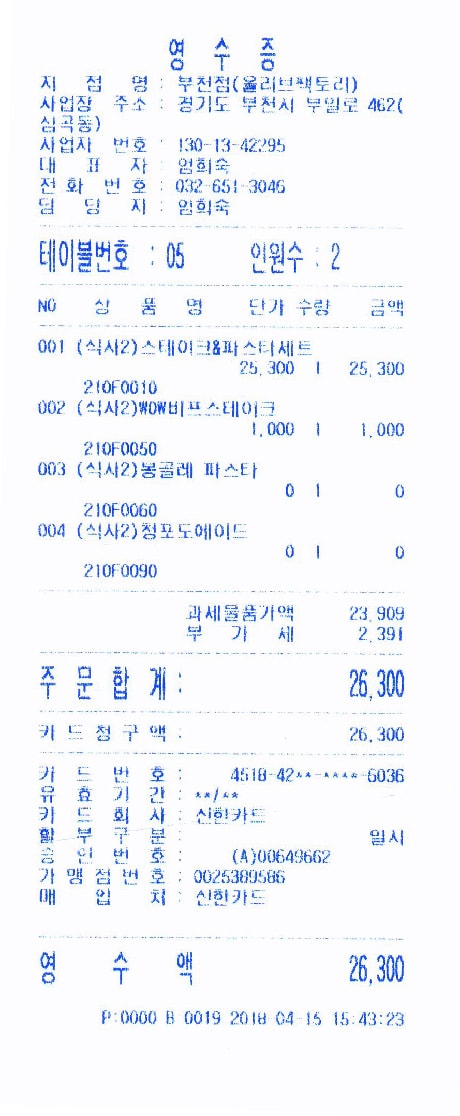 영 수 증
지 점 명 : 부천점(올리브팩토리)
사업장 주소 : 경기도 부천시 부일로 462(
심곡동)
사업자 번호 : 130-13-42295
대 표 자 : 엄희숙
전 화 번 호 : 032-651-3046
담 당 자 : 엄희숙
테이블번호 : 05 인원수 : 2
NO 상 품 명 단가 수량 금액
001 (식사2)스테이크&파스타세트
25,300 1 25,300
210F0010
002 (식사2)WOW비프스테이크
1,000 1 1,000
210F0050
003 (식사2)봉골레 파스타
0 1 0
210F0060
004 (식사2)청포도에이드
0 1 0
210F0090
과세물품가액 23,909
부 가 세 2,391
주 문 합 계 : 26,300
카 드 청 구 액 : 26,300
카 드 번 호 : 4518-42**-****-6036
유 효 기 간 : **/**
카 드 회 사 : 신한카드
할 부 구 분 : 일시
승 인 번 호 : (A)00649662
가 맹 점 번 호 : 0025389586
매 입 처 : 신한카드
영 수 액 26,300
P:0000 B 0019 2018-04-15 15:43:23